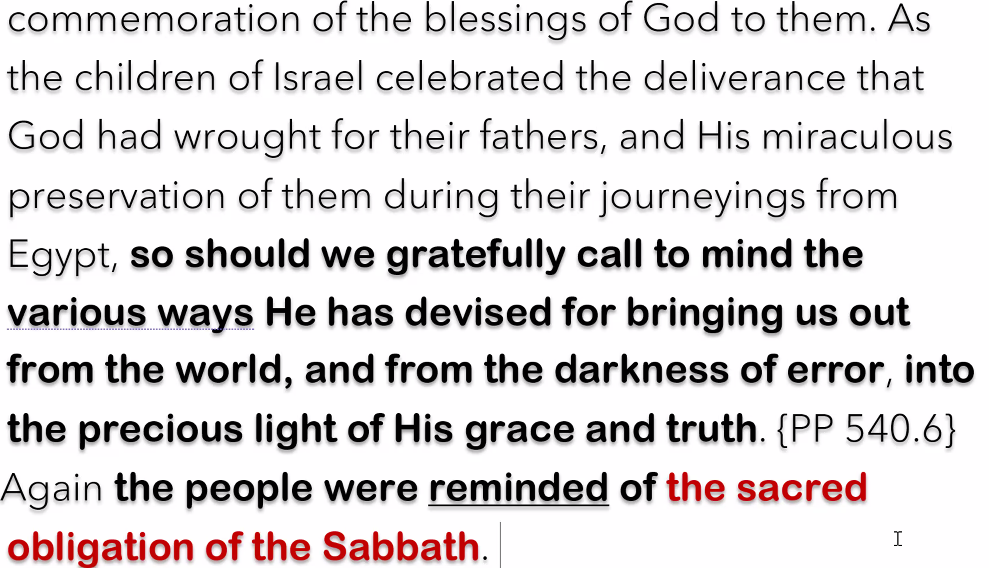 commemoration of the blessings of God to them. As
the children of Israel celebrated the deliverance that
God had wrought for their fathers, and His miraculous
preservation of them during their journeyings from
Egypt, so should we gratefully call to mind the
various ways He has devised for bringing us out
from the world, and from the darkness of error, into
the precious light of His grace and truth. {PP 540.6}
Again the people were reminded of the sacred
obligation of the Sabbath.